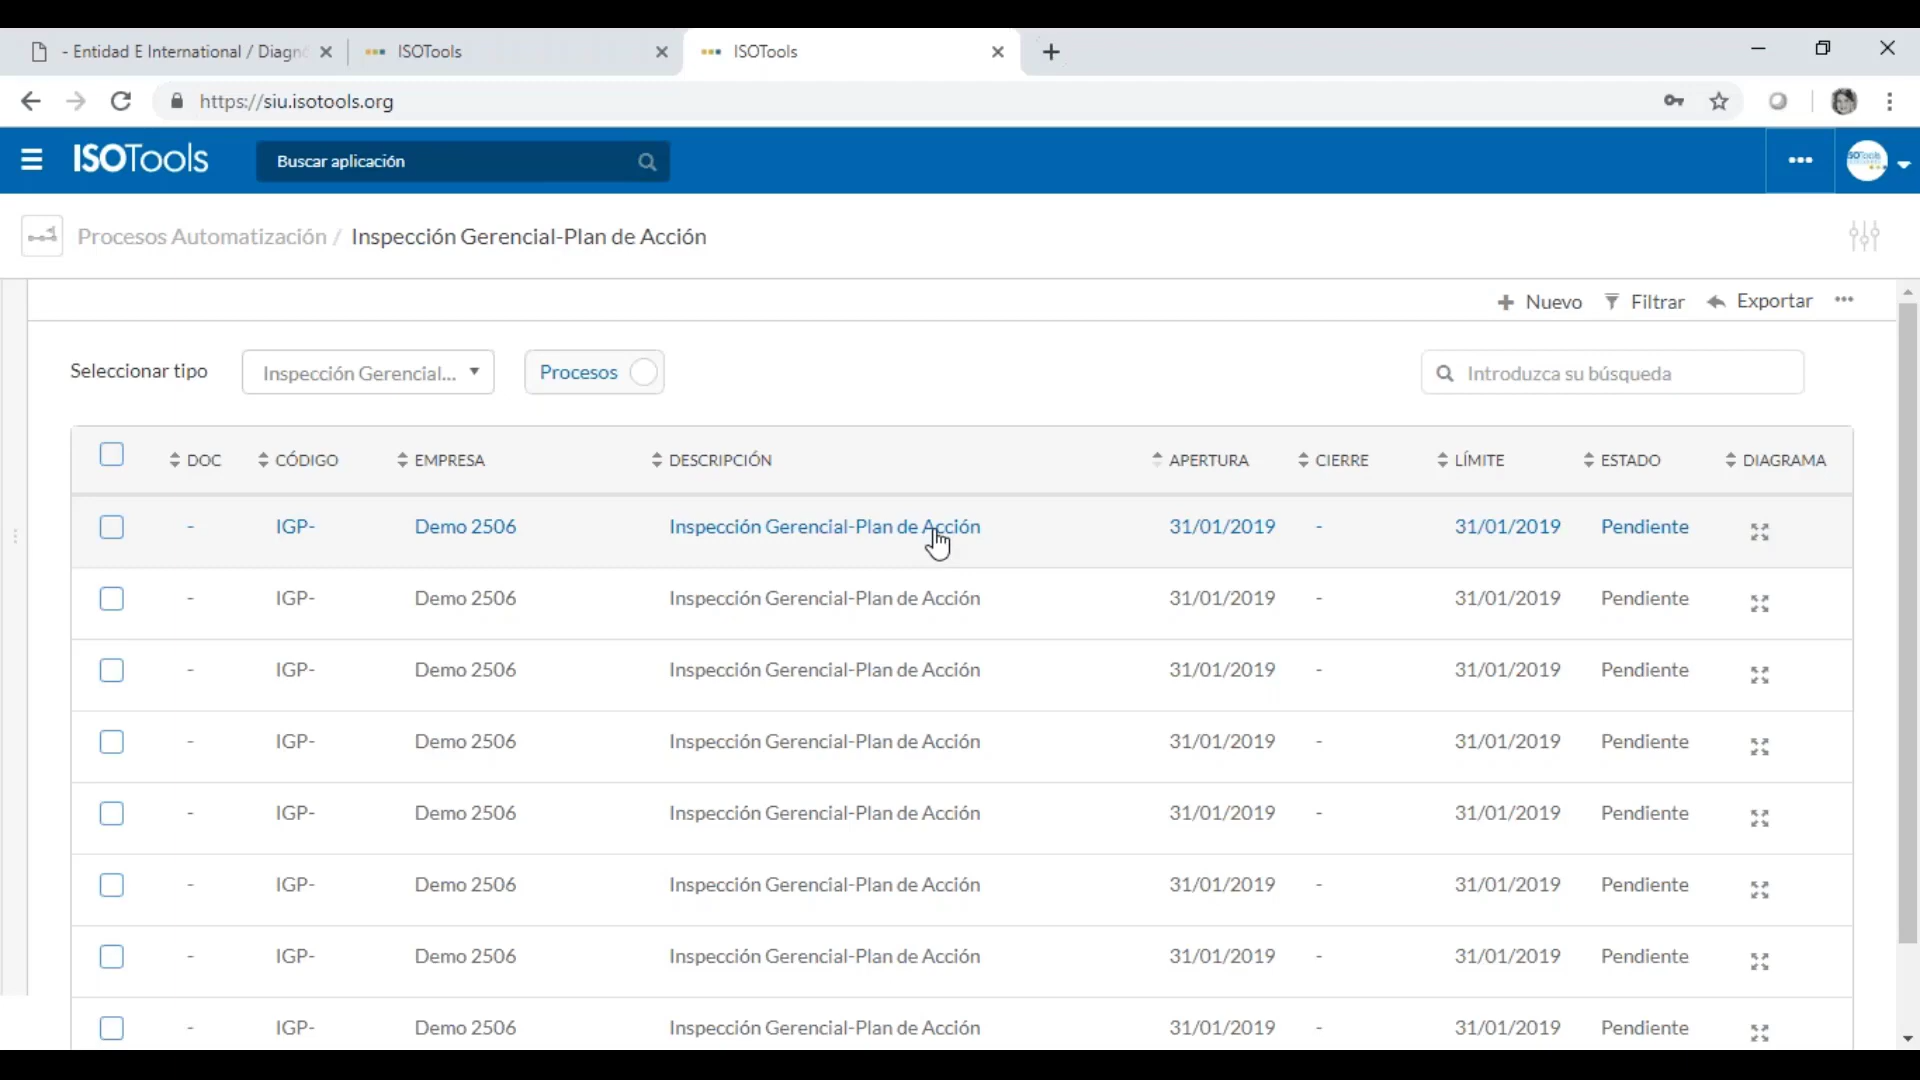 - Entidad E International / Diagn
ISOTools
ISOTools
https://siu.isotools.org
ISOTools
Buscar aplicación
Procesos Automatización / Inspección Gerencial-Plan de Acción
Nuevo Filtrar Exportar
Seleccionar tipo Inspección Gerencial... Procesos Introduzca su búsqueda
DOC CÓDIGO EMPRESA DESCRIPCIÓN APERTURA CIERRE LÍMITE ESTADO DIAGRAMA
- IGP- Demo 2506 Inspección Gerencial-Plan de Acción 31/01/2019 - 31/01/2019 Pendiente
- IGP- Demo 2506 Inspección Gerencial-Plan de Acción 31/01/2019 - 31/01/2019 Pendiente
- IGP- Demo 2506 Inspección Gerencial-Plan de Acción 31/01/2019 - 31/01/2019 Pendiente
- IGP- Demo 2506 Inspección Gerencial-Plan de Acción 31/01/2019 - 31/01/2019 Pendiente
- IGP- Demo 2506 Inspección Gerencial-Plan de Acción 31/01/2019 - 31/01/2019 Pendiente
- IGP- Demo 2506 Inspección Gerencial-Plan de Acción 31/01/2019 - 31/01/2019 Pendiente
- IGP- Demo 2506 Inspección Gerencial-Plan de Acción 31/01/2019 - 31/01/2019 Pendiente
- IGP- Demo 2506 Inspección Gerencial-Plan de Acción 31/01/2019 - 31/01/2019 Pendiente